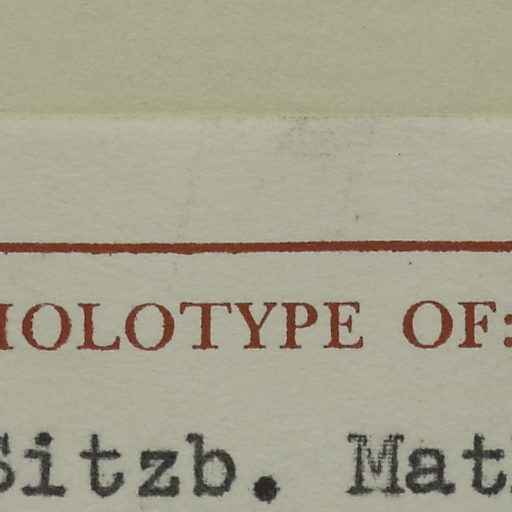 HOLOTYPE OF:
Sitzb. Mat